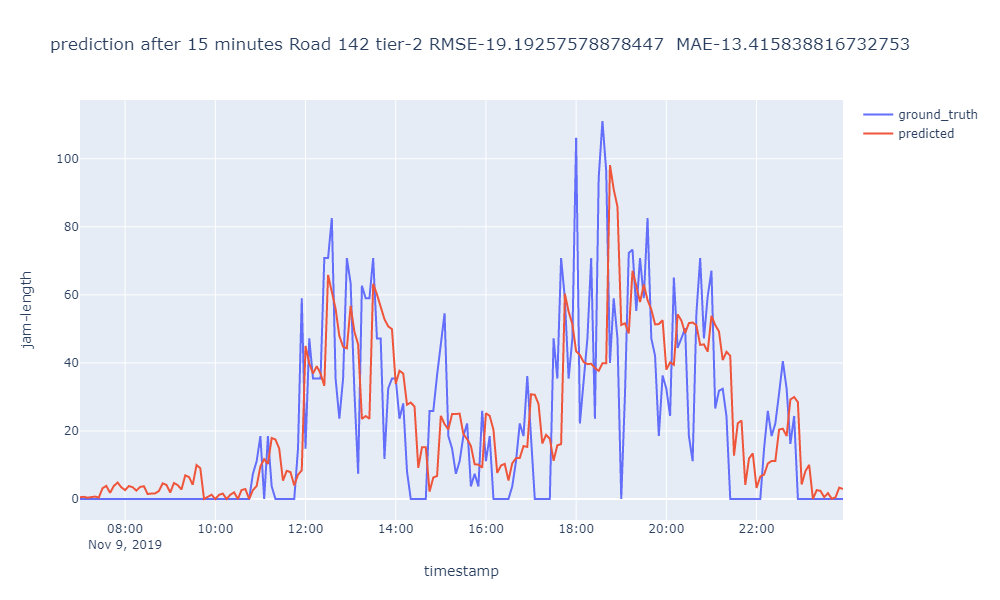 prediction after 15 minutes Road 142 tier-2 RMSE-19.19257578878447 MAE-13.415838816732753
ground_truth
predicted
jam-length
100
80
60
40
20
0
08:00 10:00 12:00 14:00 16:00 18:00 20:00 22:00
Nov 9, 2019
timestamp